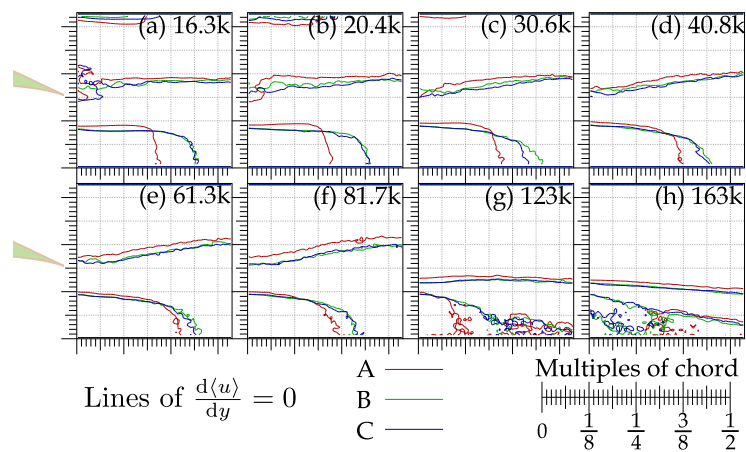 (a) 16.3k
(b) 20.4k
(c) 30.6k
(d) 40.8k
(e) 61.3k
(f) 81.7k
(g) 123k
(h) 163k
Lines of d⟨u⟩/dy = 0
A
B
C
Multiples of chord
0 1/8 1/4 3/8 1/2